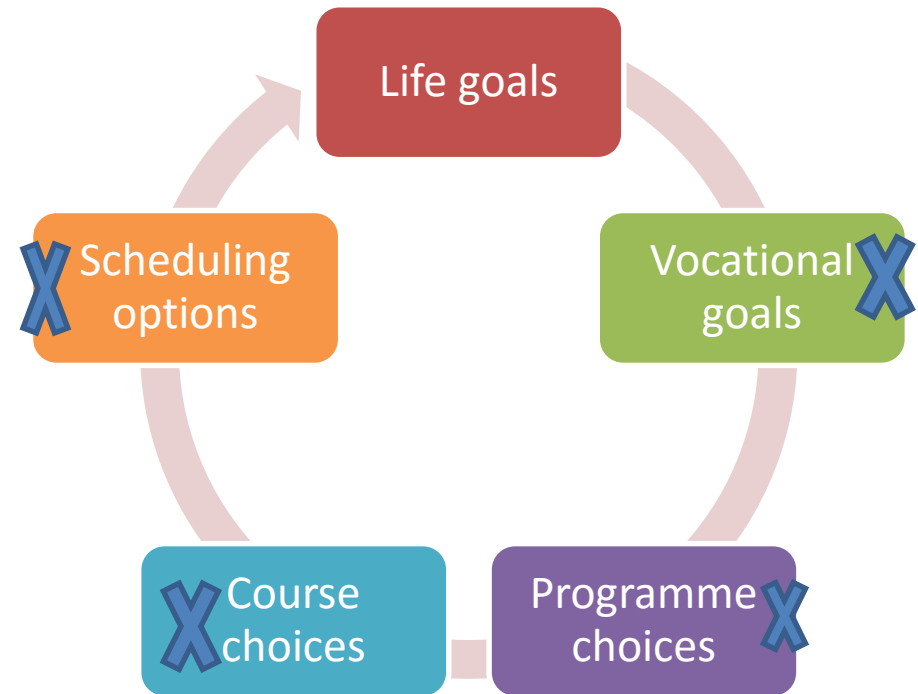 Life goals
Vocational
goals
Programme
choices
Course
choices
Scheduling
options